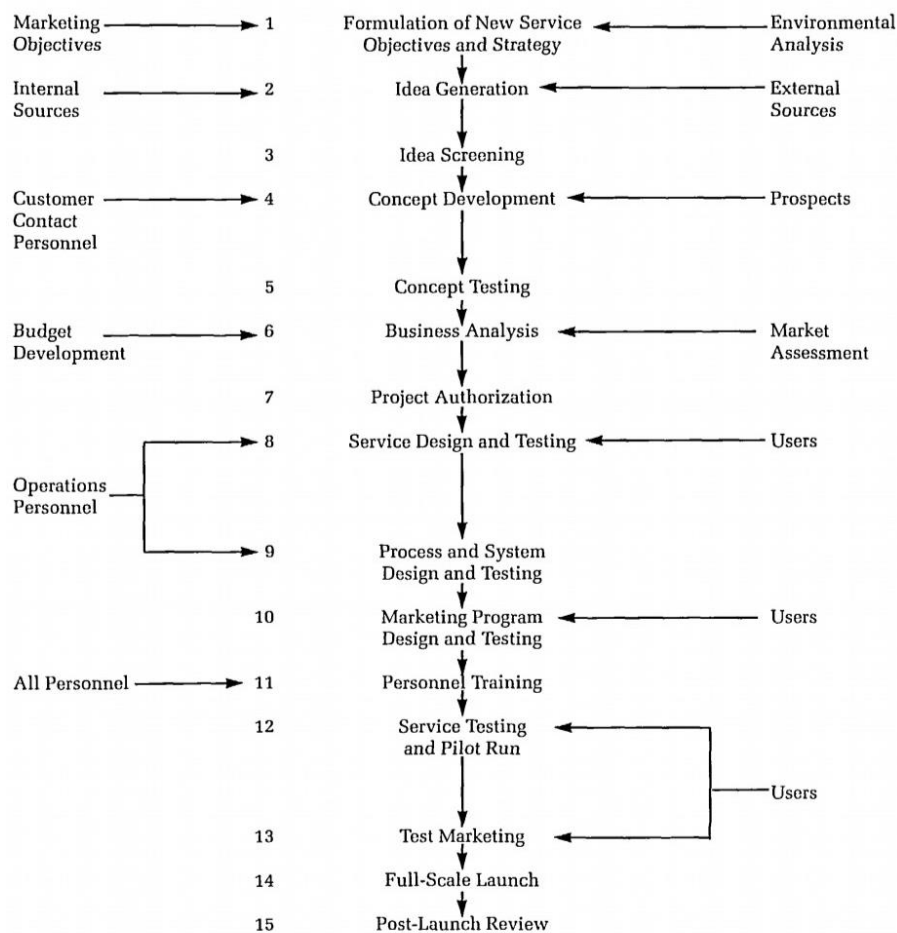 Marketing
Objectives
1
Formulation of New Service
Objectives and Strategy
Environmental
Analysis
Internal
Sources
2
Idea Generation
External
Sources
3
Idea Screening
Customer
Contact
Personnel
4
Concept Development
Prospects
5
Concept Testing
Budget
Development
6
Business Analysis
Market
Assessment
7
Project Authorization
8
Service Design and Testing
Users
Operations
Personnel
9
Process and System
Design and Testing
10
Marketing Program
Design and Testing
Users
All Personnel
11
Personnel Training
12
Service Testing
and Pilot Run
Users
13
Test Marketing
14
Full-Scale Launch
15
Post-Launch Review